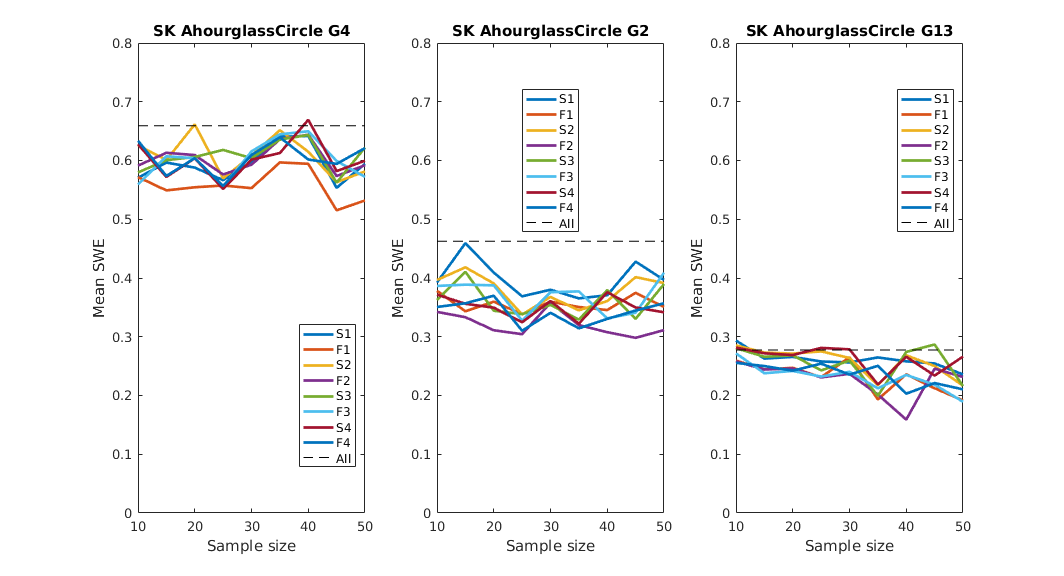 SK AhourglassCircle G4
0.8
0.7
0.6
0.5
0.4
0.3
0.2
0.1
0
Mean SWE
S1
F1
S2
F2
S3
F3
S4
F4
All
10 20 30 40 50
Sample size
SK AhourglassCircle G2
0.8
0.7
0.6
0.5
0.4
0.3
0.2
0.1
0
Mean SWE
S1
F1
S2
F2
S3
F3
S4
F4
All
10 20 30 40 50
Sample size
SK AhourglassCircle G13
0.8
0.7
0.6
0.5
0.4
0.3
0.2
0.1
0
Mean SWE
S1
F1
S2
F2
S3
F3
S4
F4
All
10 20 30 40 50
Sample size